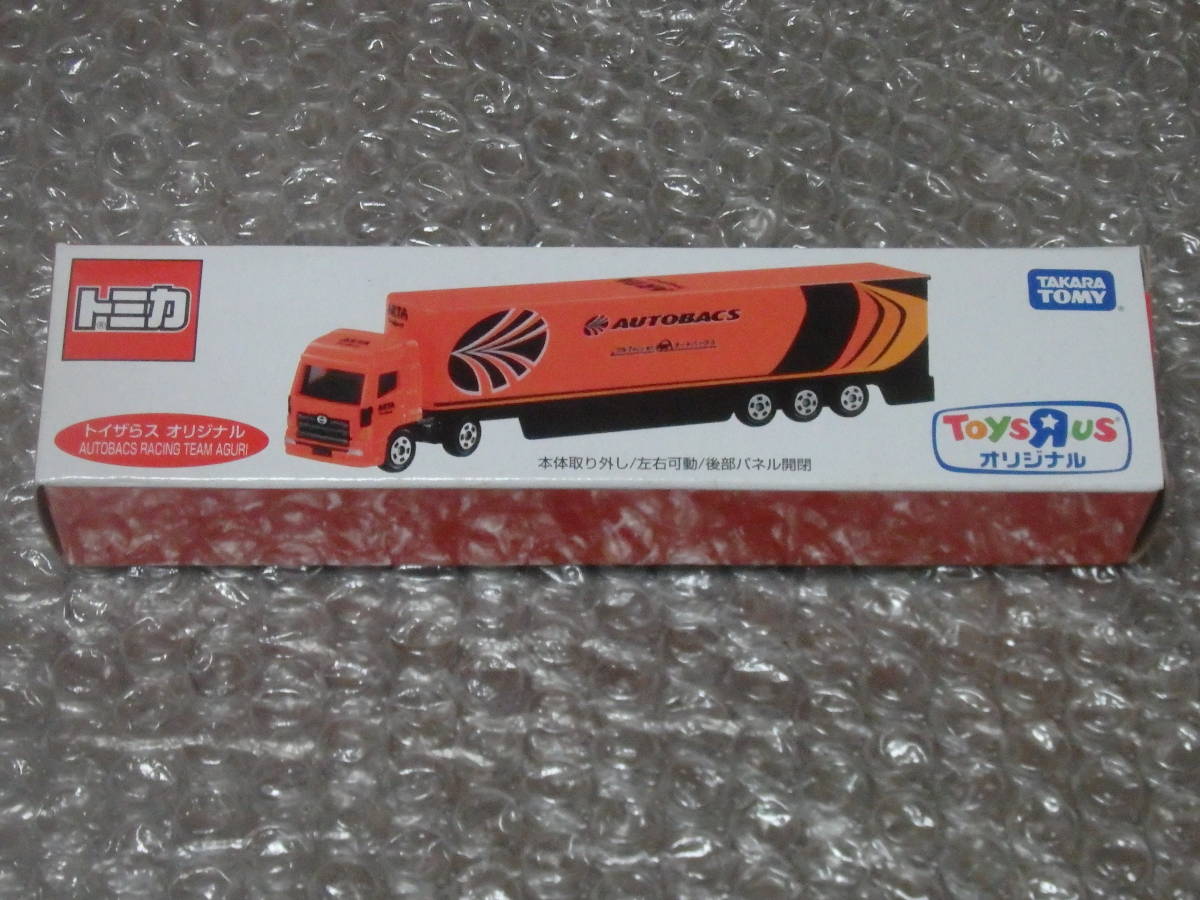 トミカ
TAKARA
TOMY
ARTA
AUTOBACS
ARTA
トイザらス オリジナル
AUTOBACS RACING TEAM AGURI
本体取り外し/左右可動/後部パネル開閉
ToysЯus
オリジナル